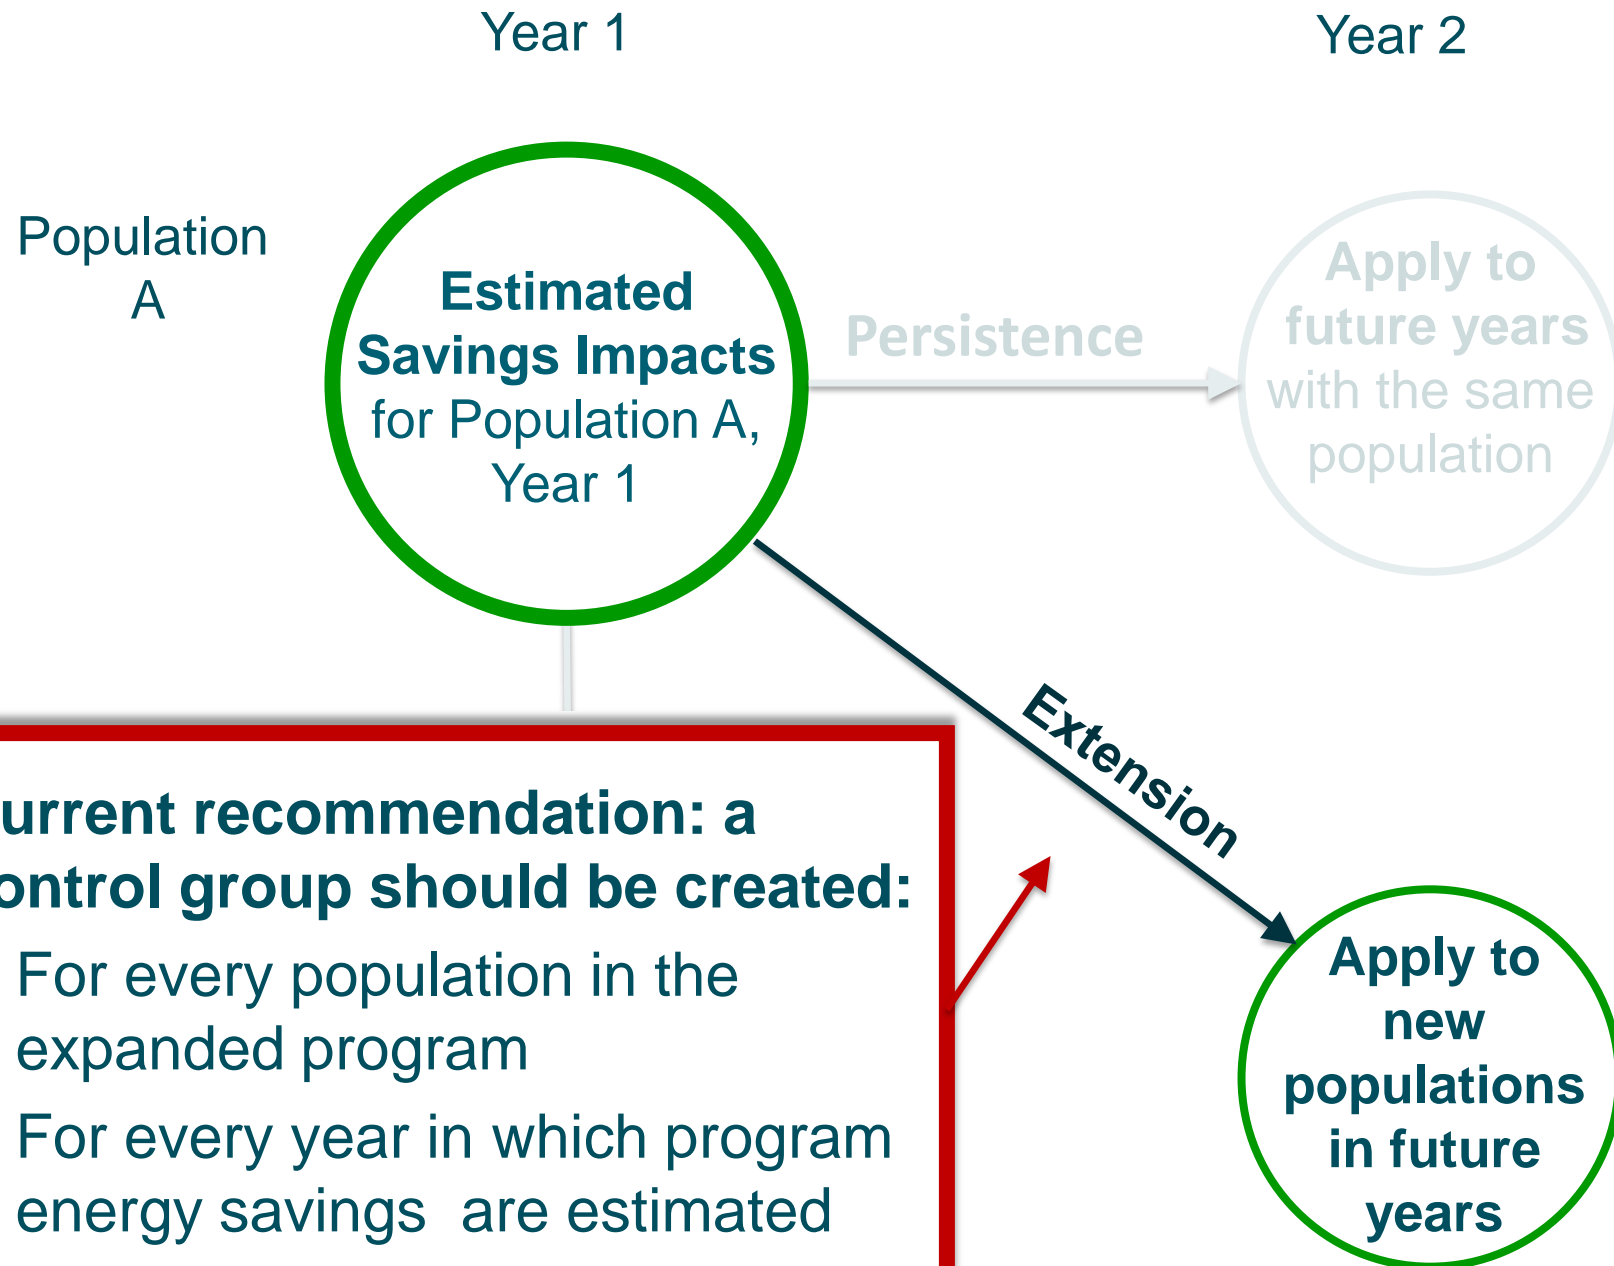 Year 1
Year 2
Population
A
Estimated
Savings Impacts
for Population A,
Year 1
Persistence
Apply to
future years
with the same
population
Extension
urrent recommendation: a
ontrol group should be created:
For every population in the
expanded program
For every year in which program
energy savings are estimated
Apply to
new
populations
in future
years